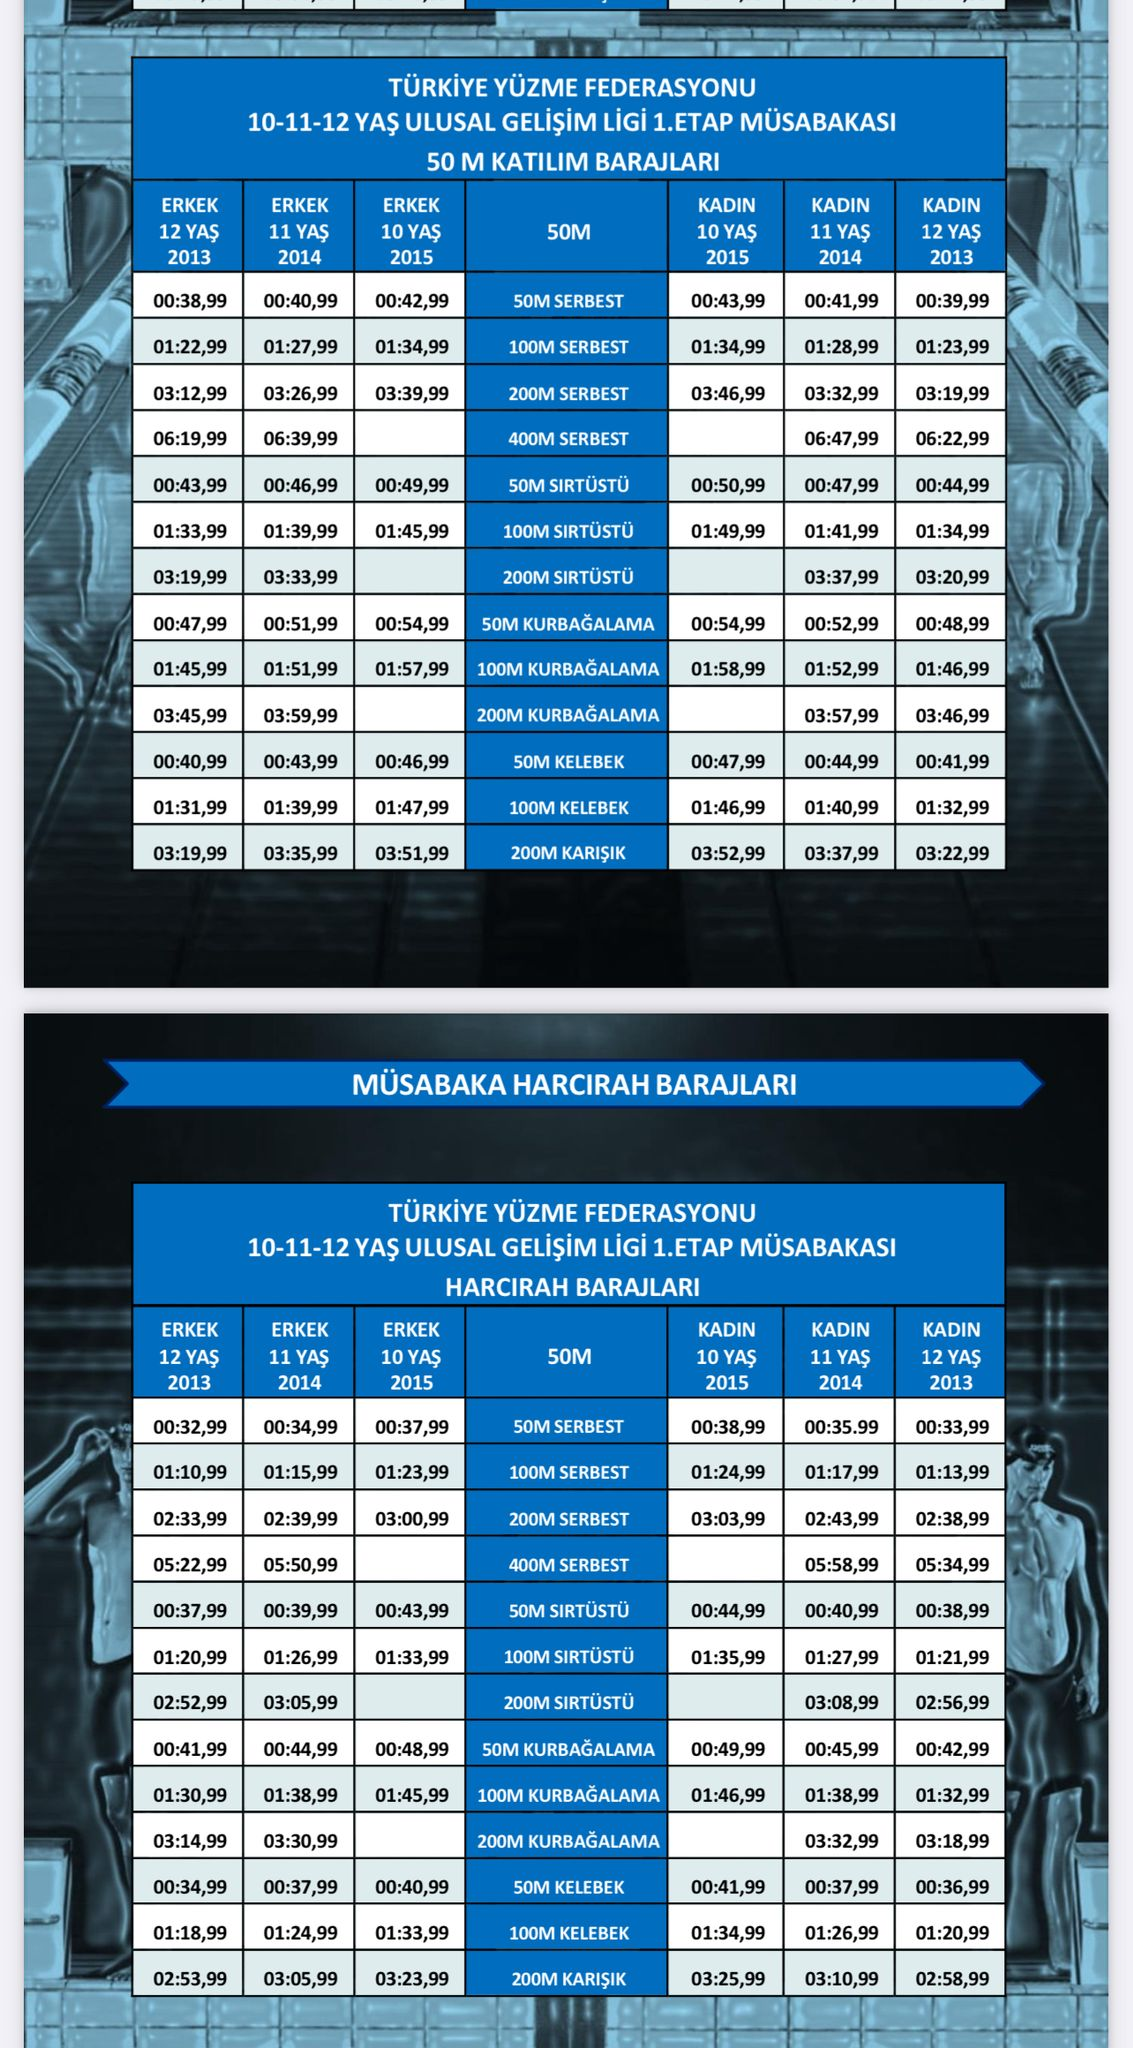 TÜRKİYE YÜZME FEDERASYONU
10-11-12 YAŞ ULUSAL GELİŞİM LİGİ 1.ETAP MÜSABAKASI
50 M KATILIM BARAJLARI
ERKEK 12 YAŞ 2013 ERKEK 11 YAŞ 2014 ERKEK 10 YAŞ 2015 50M KADIN 10 YAŞ 2015 KADIN 11 YAŞ 2014 KADIN 12 YAŞ 2013
00:38,99 00:40,99 00:42,99 50M SERBEST 00:43,99 00:41,99 00:39,99
01:22,99 01:27,99 01:34,99 100M SERBEST 01:34,99 01:28,99 01:23,99
03:12,99 03:26,99 03:39,99 200M SERBEST 03:46,99 03:32,99 03:19,99
06:19,99 06:39,99 400M SERBEST 06:47,99 06:22,99
00:43,99 00:46,99 00:49,99 50M SIRTÜSTÜ 00:50,99 00:47,99 00:44,99
01:33,99 01:39,99 01:45,99 100M SIRTÜSTÜ 01:49,99 01:41,99 01:34,99
03:19,99 03:33,99 200M SIRTÜSTÜ 03:37,99 03:20,99
00:47,99 00:51,99 00:54,99 50M KURBAĞALAMA 00:54,99 00:52,99 00:48,99
01:45,99 01:51,99 01:57,99 100M KURBAĞALAMA 01:58,99 01:52,99 01:46,99
03:45,99 03:59,99 200M KURBAĞALAMA 03:57,99 03:46,99
00:40,99 00:43,99 00:46,99 50M KELEBEK 00:47,99 00:44,99 00:41,99
01:31,99 01:39,99 01:47,99 100M KELEBEK 01:46,99 01:40,99 01:32,99
03:19,99 03:35,99 03:51,99 200M KARIŞIK 03:52,99 03:37,99 03:22,99
MÜSABAKA HARCIRAH BARAJLARI
TÜRKİYE YÜZME FEDERASYONU
10-11-12 YAŞ ULUSAL GELİŞİM LİGİ 1.ETAP MÜSABAKASI
HARCIRAH BARAJLARI
ERKEK 12 YAŞ 2013 ERKEK 11 YAŞ 2014 ERKEK 10 YAŞ 2015 50M KADIN 10 YAŞ 2015 KADIN 11 YAŞ 2014 KADIN 12 YAŞ 2013
00:32,99 00:34,99 00:37,99 50M SERBEST 00:38,99 00:35.99 00:33,99
01:10,99 01:15,99 01:23,99 100M SERBEST 01:24,99 01:17,99 01:13,99
02:33,99 02:39,99 03:00,99 200M SERBEST 03:03,99 02:43,99 02:38,99
05:22,99 05:50,99 400M SERBEST 05:58,99 05:34,99
00:37,99 00:39,99 00:43,99 50M SIRTÜSTÜ 00:44,99 00:40,99 00:38,99
01:20,99 01:26,99 01:33,99 100M SIRTÜSTÜ 01:35,99 01:27,99 01:21,99
02:52,99 03:05,99 200M SIRTÜSTÜ 03:08,99 02:56,99
00:41,99 00:44,99 00:48,99 50M KURBAĞALAMA 00:49,99 00:45,99 00:42,99
01:30,99 01:38,99 01:45,99 100M KURBAĞALAMA 01:46,99 01:38,99 01:32,99
03:14,99 03:30,99 200M KURBAĞALAMA 03:32,99 03:18,99
00:34,99 00:37,99 00:40,99 50M KELEBEK 00:41,99 00:37,99 00:36,99
01:18,99 01:24,99 01:33,99 100M KELEBEK 01:34,99 01:26,99 01:20,99
02:53,99 03:05,99 03:23,99 200M KARIŞIK 03:25,99 03:10,99 02:58,99